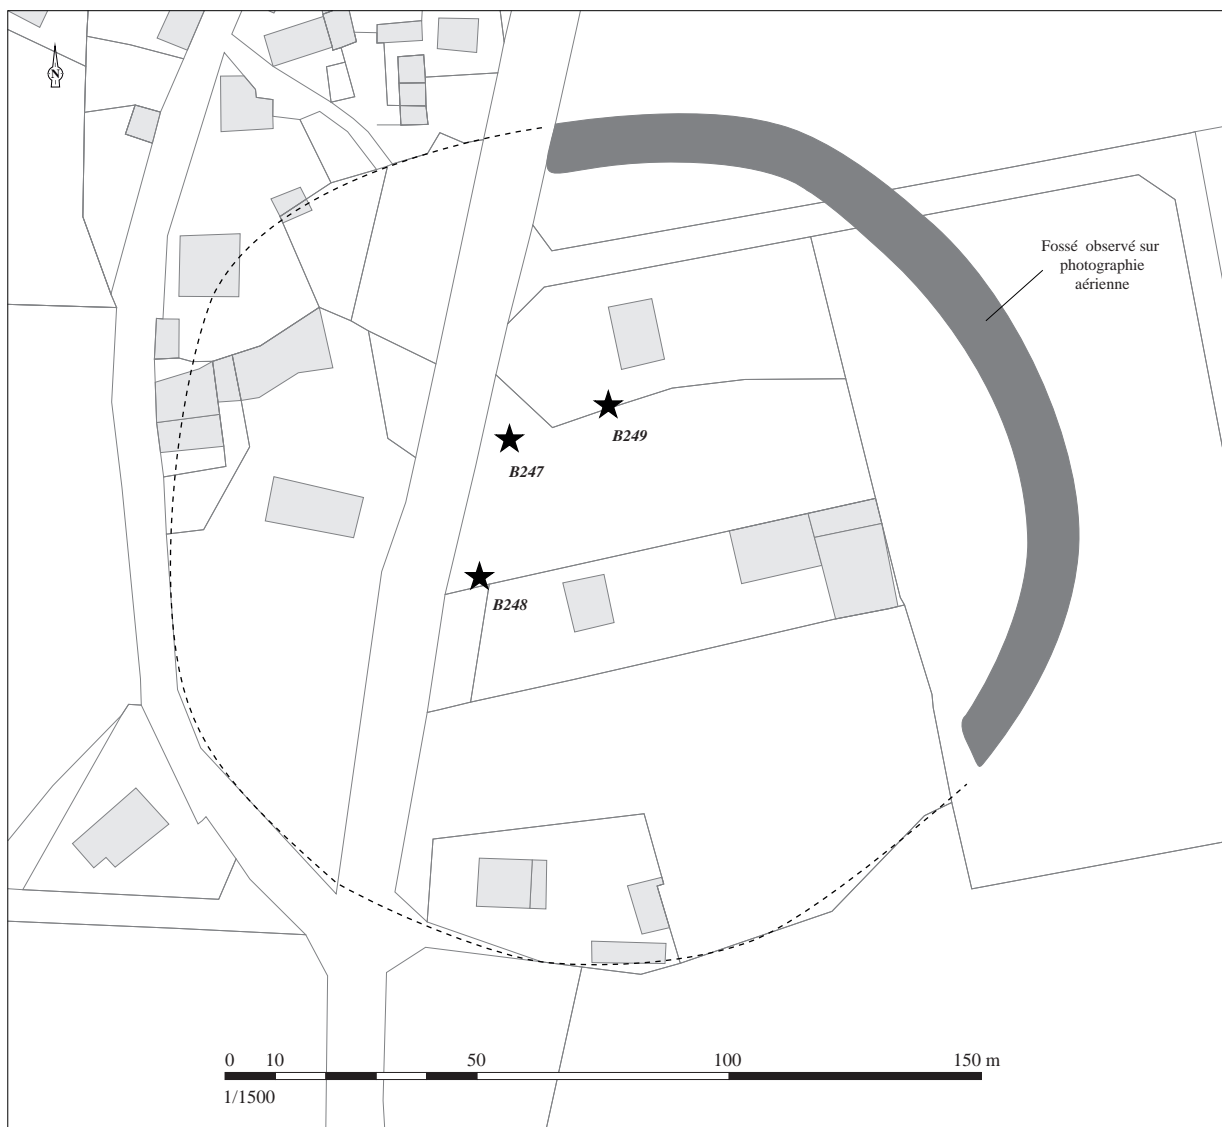 N
Fossé observé sur
photographie
aérienne
B249
B247
B248
0 10 50 100 150 m
1/1500